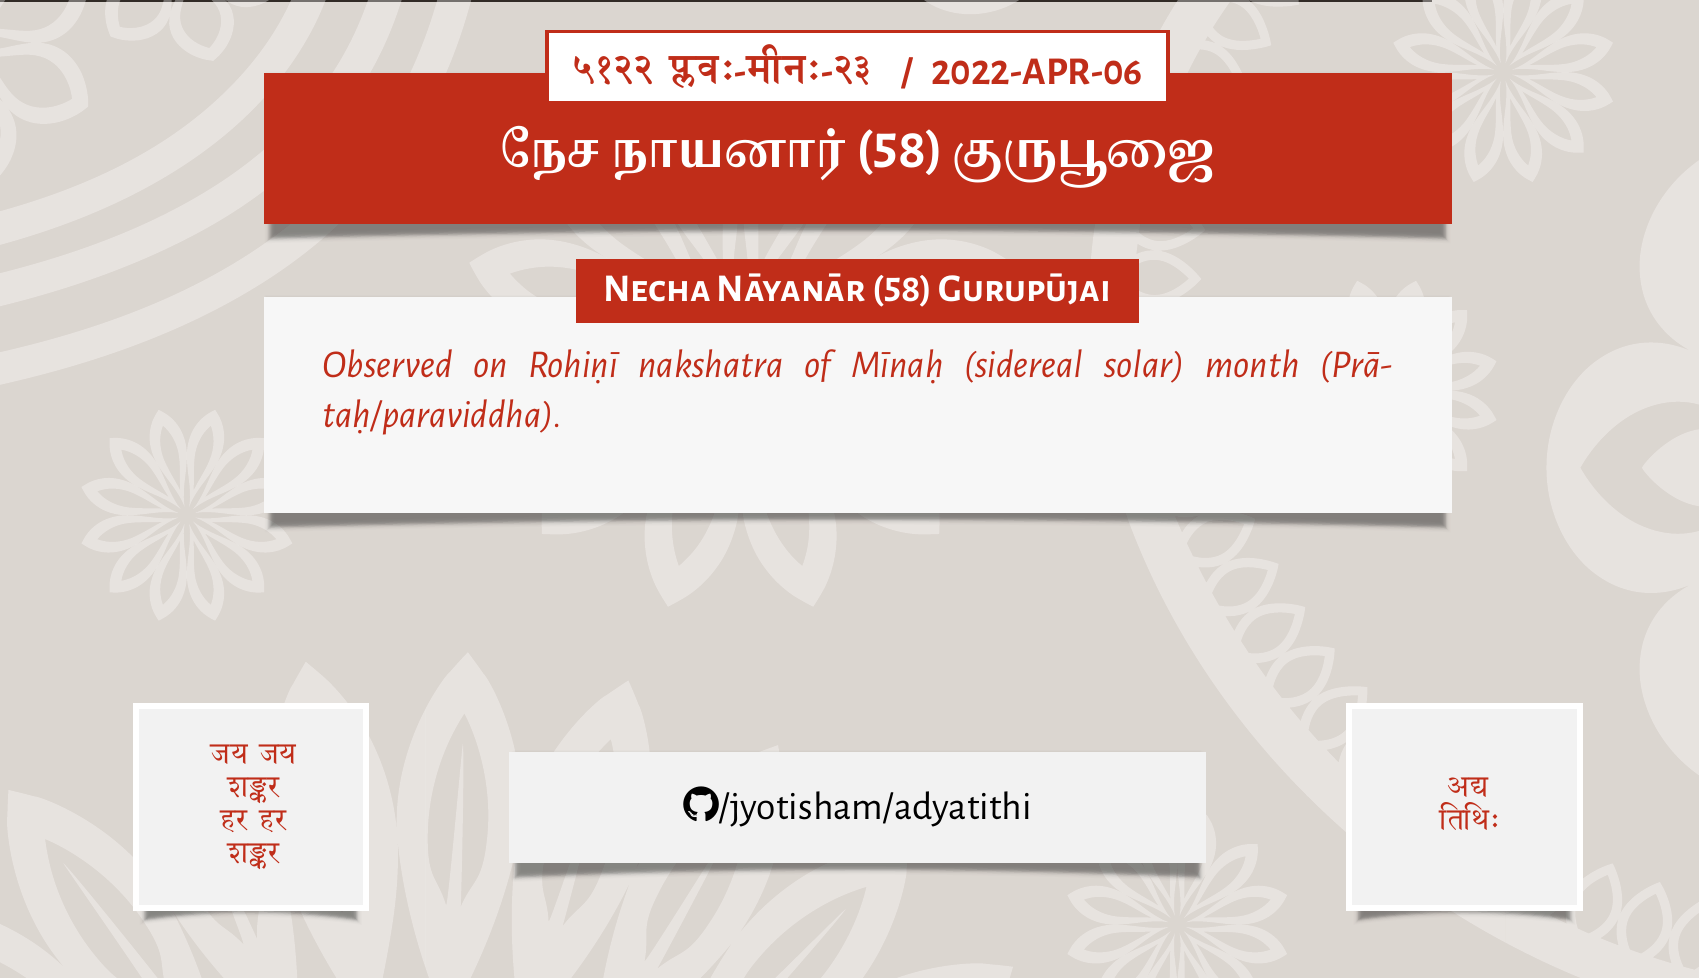 ५१२२ प्लवः-मीनः-२३ / 2022-APR-06
நேச நாயனார் (58) குருபூஜை
Necha Nāyanār (58) Gurupūjai
Observed on Rohiṇī nakshatra of Mīnaḥ (sidereal solar) month (Prā-
taḥ/paraviddha).
जय जय
शङ्कर
हर हर
शङ्कर
/jyotisham/adyatithi
अद्य
तिथिः